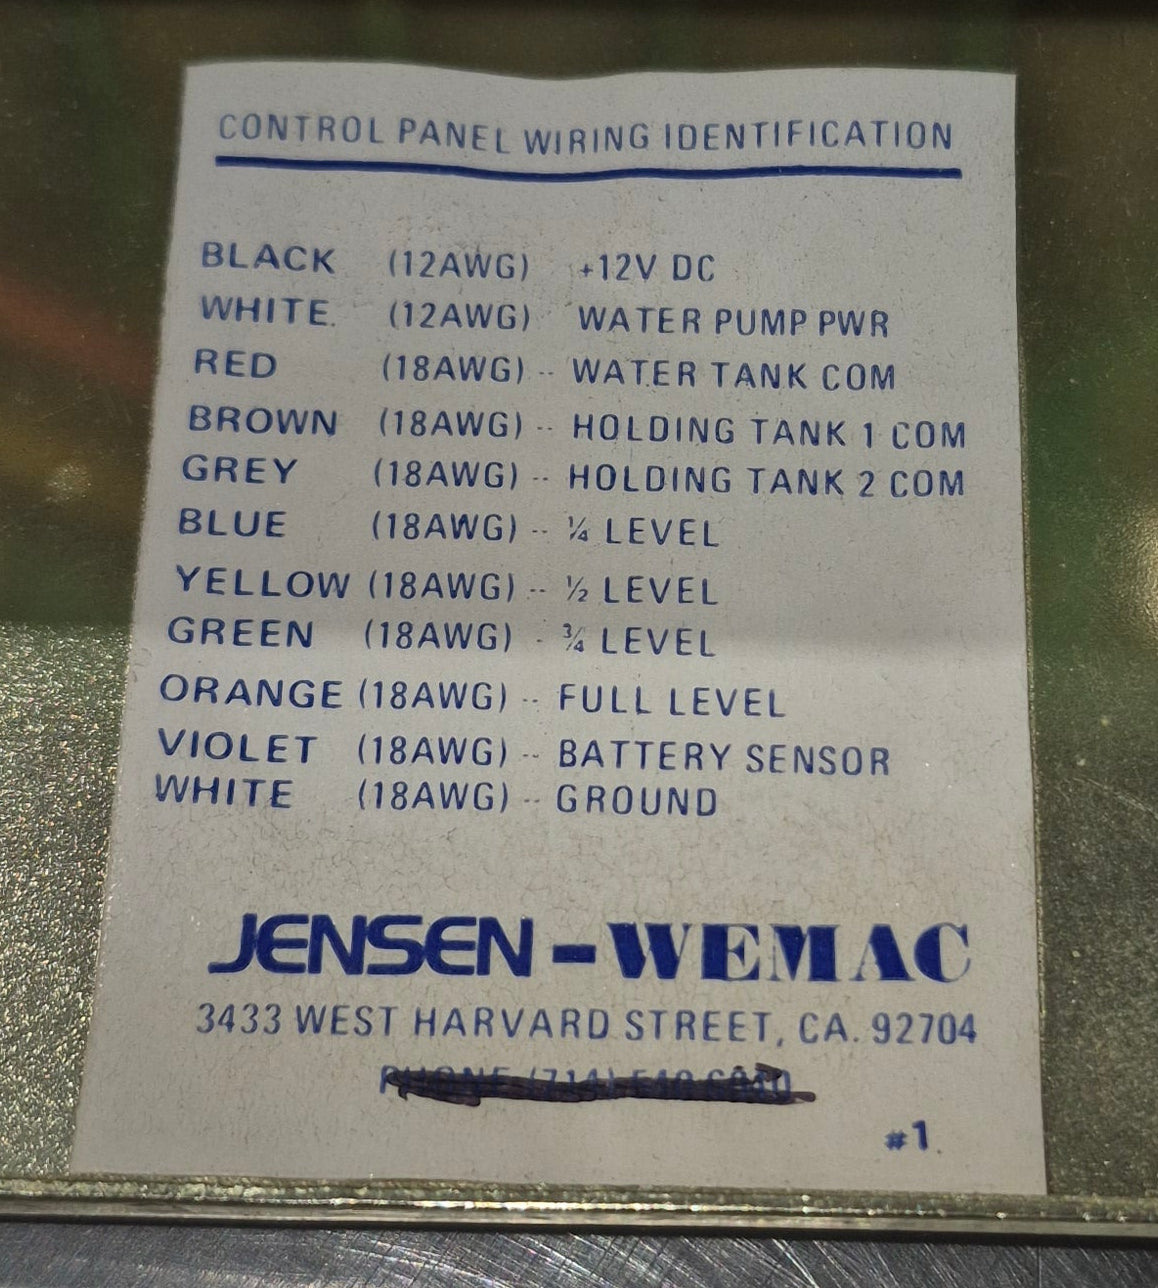 CONTROL PANEL WIRING IDENTIFICATION
BLACK (12AWG) +12V DC
WHITE. (12AWG) WATER PUMP PWR
RED (18AWG) -- WATER TANK COM
BROWN (18AWG) -- HOLDING TANK 1 COM
GREY (18AWG) -- HOLDING TANK 2 COM
BLUE (18AWG) -- ¼ LEVEL
YELLOW (18AWG) -- ½ LEVEL
GREEN (18AWG) - ¾ LEVEL
ORANGE (18AWG) -- FULL LEVEL
VIOLET (18AWG) -- BATTERY SENSOR
WHITE (18AWG) -- GROUND
JENSEN-WEMAC
3433 WEST HARVARD STREET, CA. 92704
PHONE (714)
#1